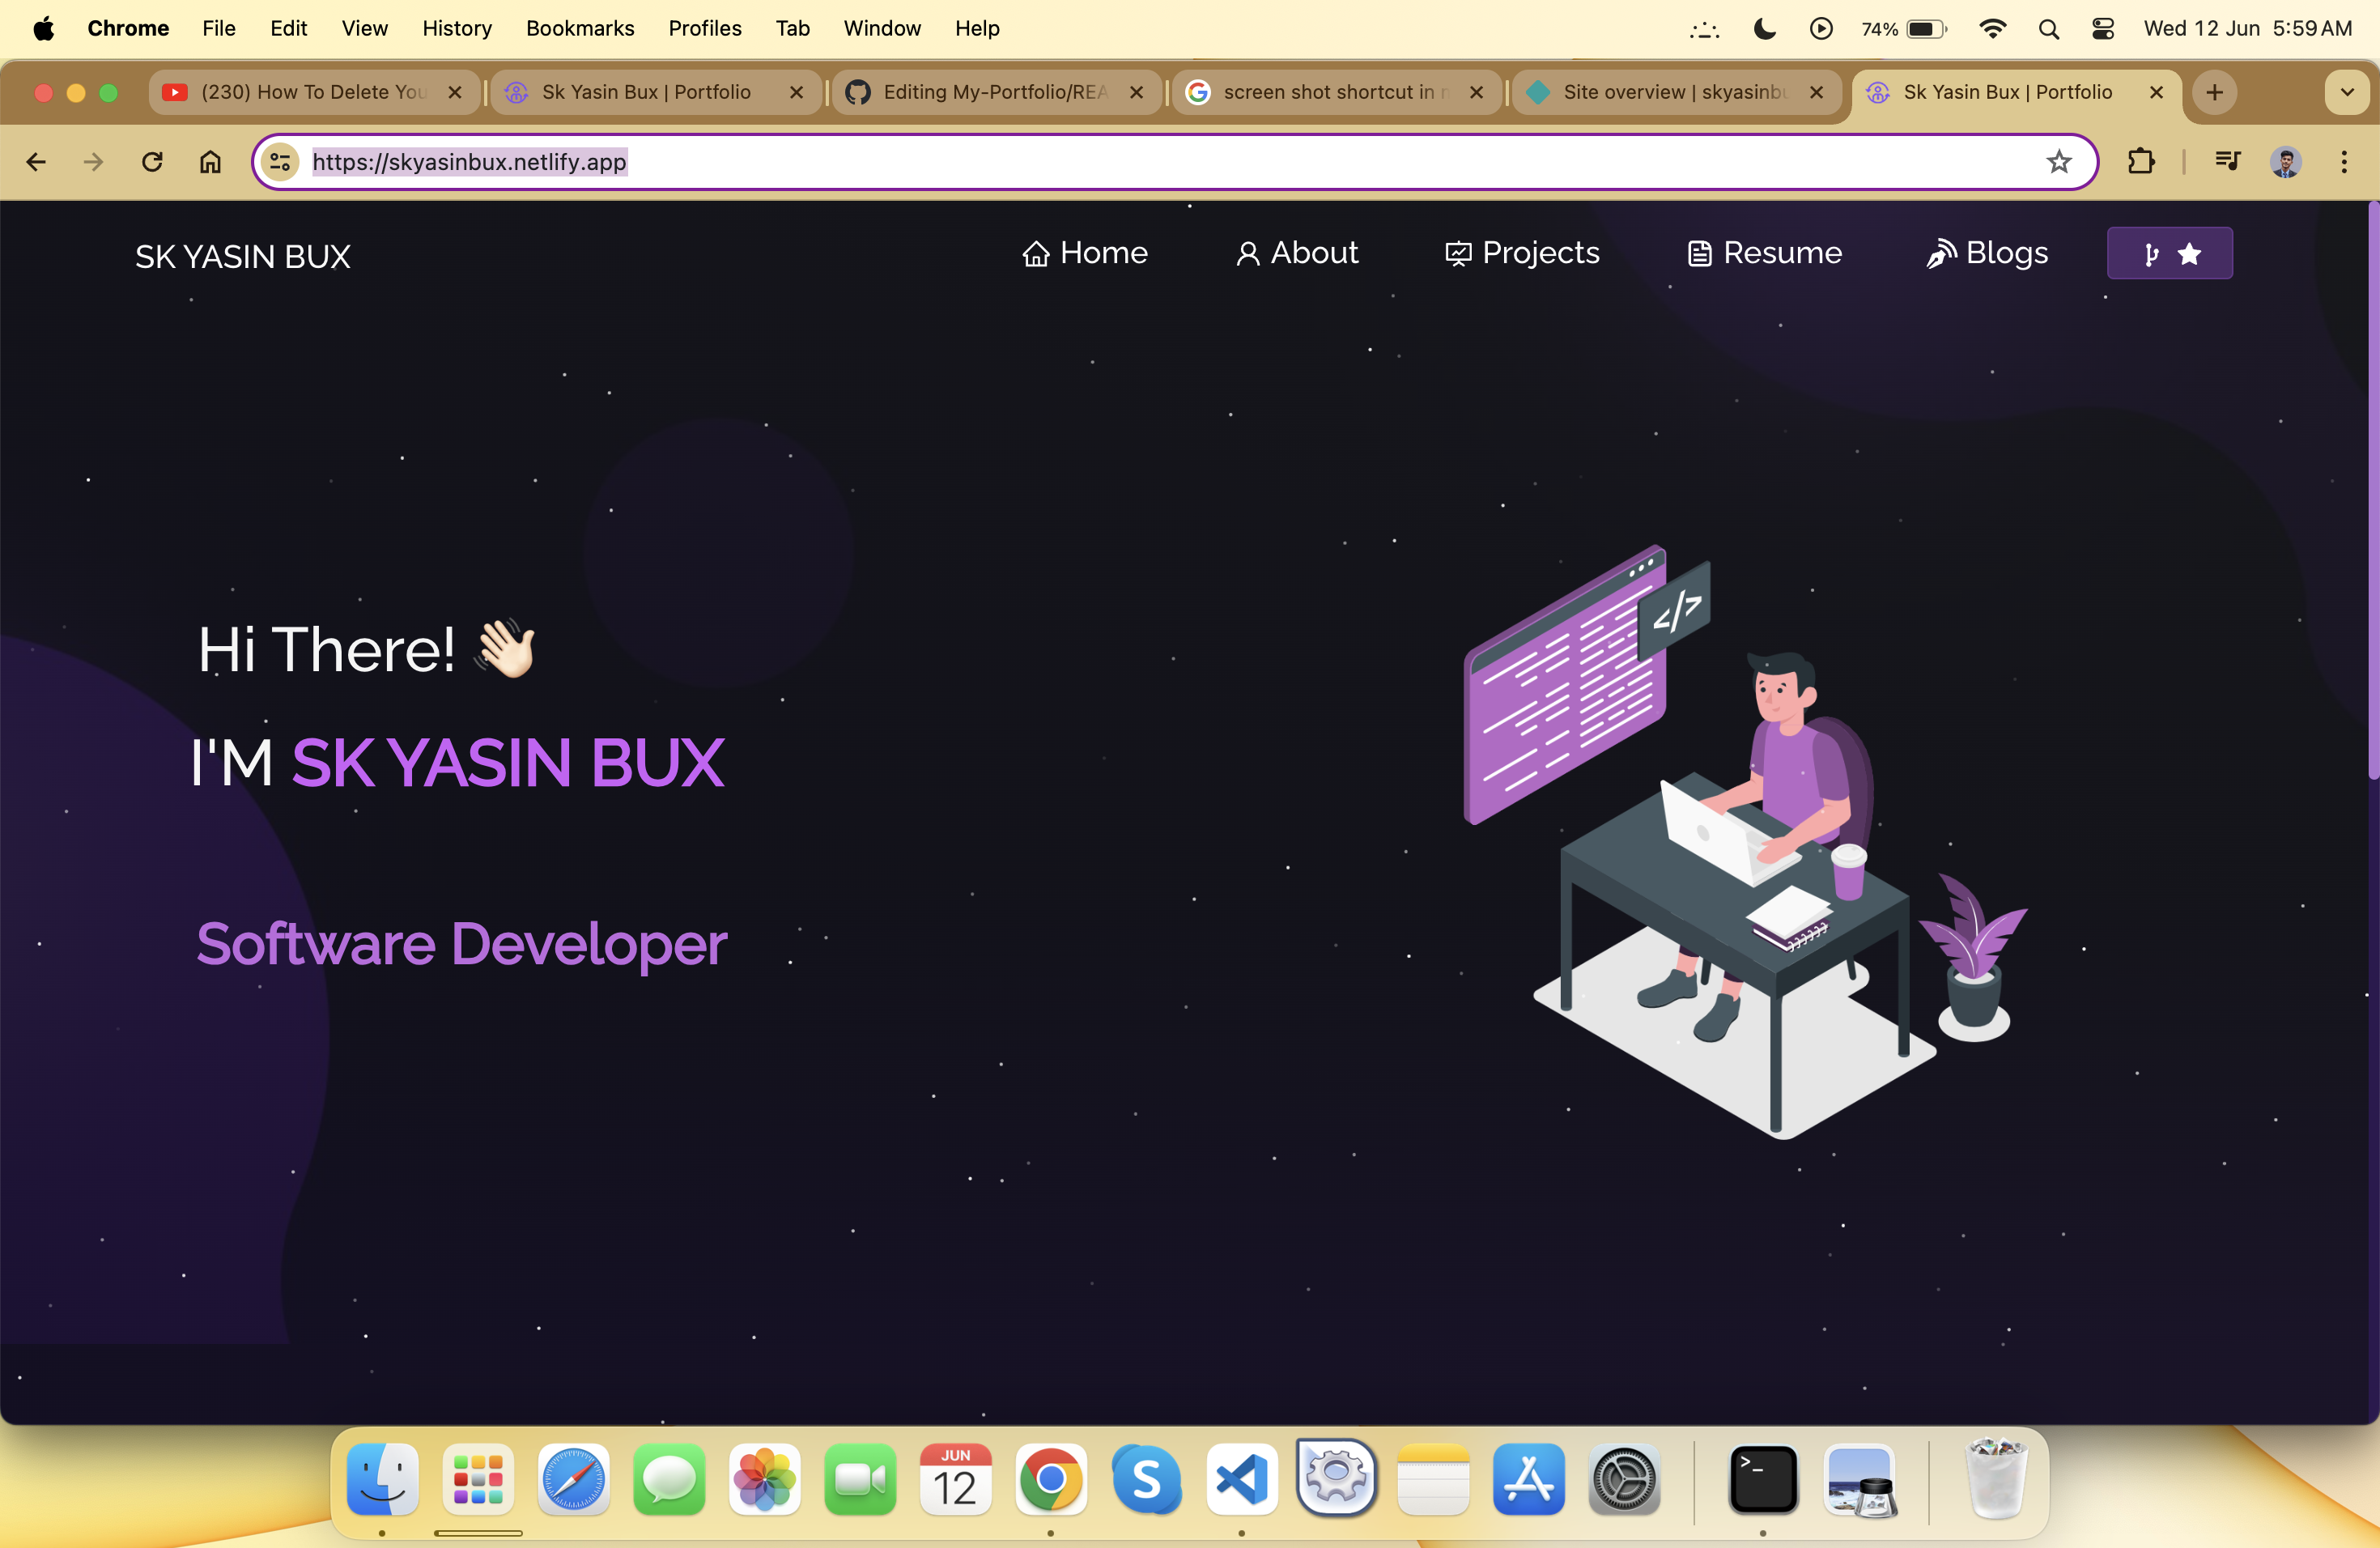 Chrome File Edit View History Bookmarks Profiles Tab Window Help 74% Wed 12 Jun 5:59 AM
(230) How To Delete You Sk Yasin Bux | Portfolio Editing My-Portfolio/REA screen shot shortcut in Site overview | skyasinbu Sk Yasin Bux | Portfolio
https://skyasinbux.netlify.app
SK YASIN BUX Home About Projects Resume Blogs
Hi There! 👋🏻
I'M SK YASIN BUX
</>
Software Developer
JUN
12
S
>_